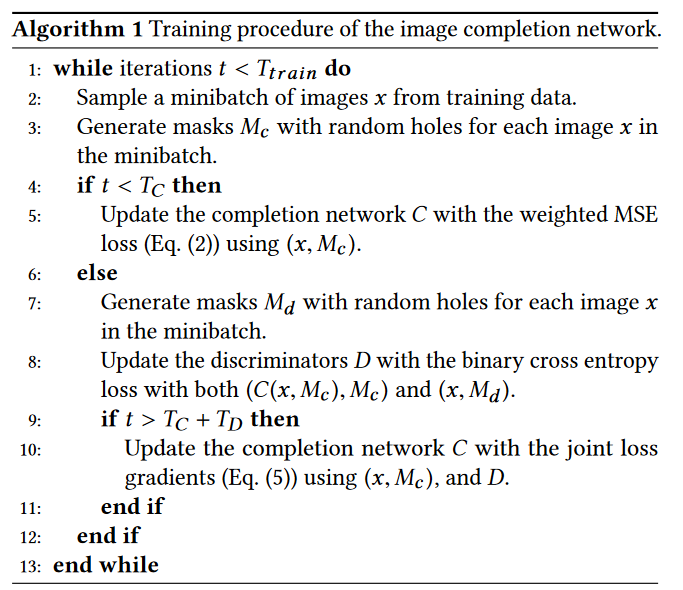 Algorithm 1 Training procedure of the image completion network.
1: while iterations t < T_train do
2: Sample a minibatch of images x from training data.
3: Generate masks M_c with random holes for each image x in
the minibatch.
4: if t < T_C then
5: Update the completion network C with the weighted MSE
loss (Eq. (2)) using (x, M_c).
6: else
7: Generate masks M_d with random holes for each image x
in the minibatch.
8: Update the discriminators D with the binary cross entropy
loss with both (C(x, M_c), M_c) and (x, M_d).
9: if t > T_C + T_D then
10: Update the completion network C with the joint loss
gradients (Eq. (5)) using (x, M_c), and D.
11: end if
12: end if
13: end while